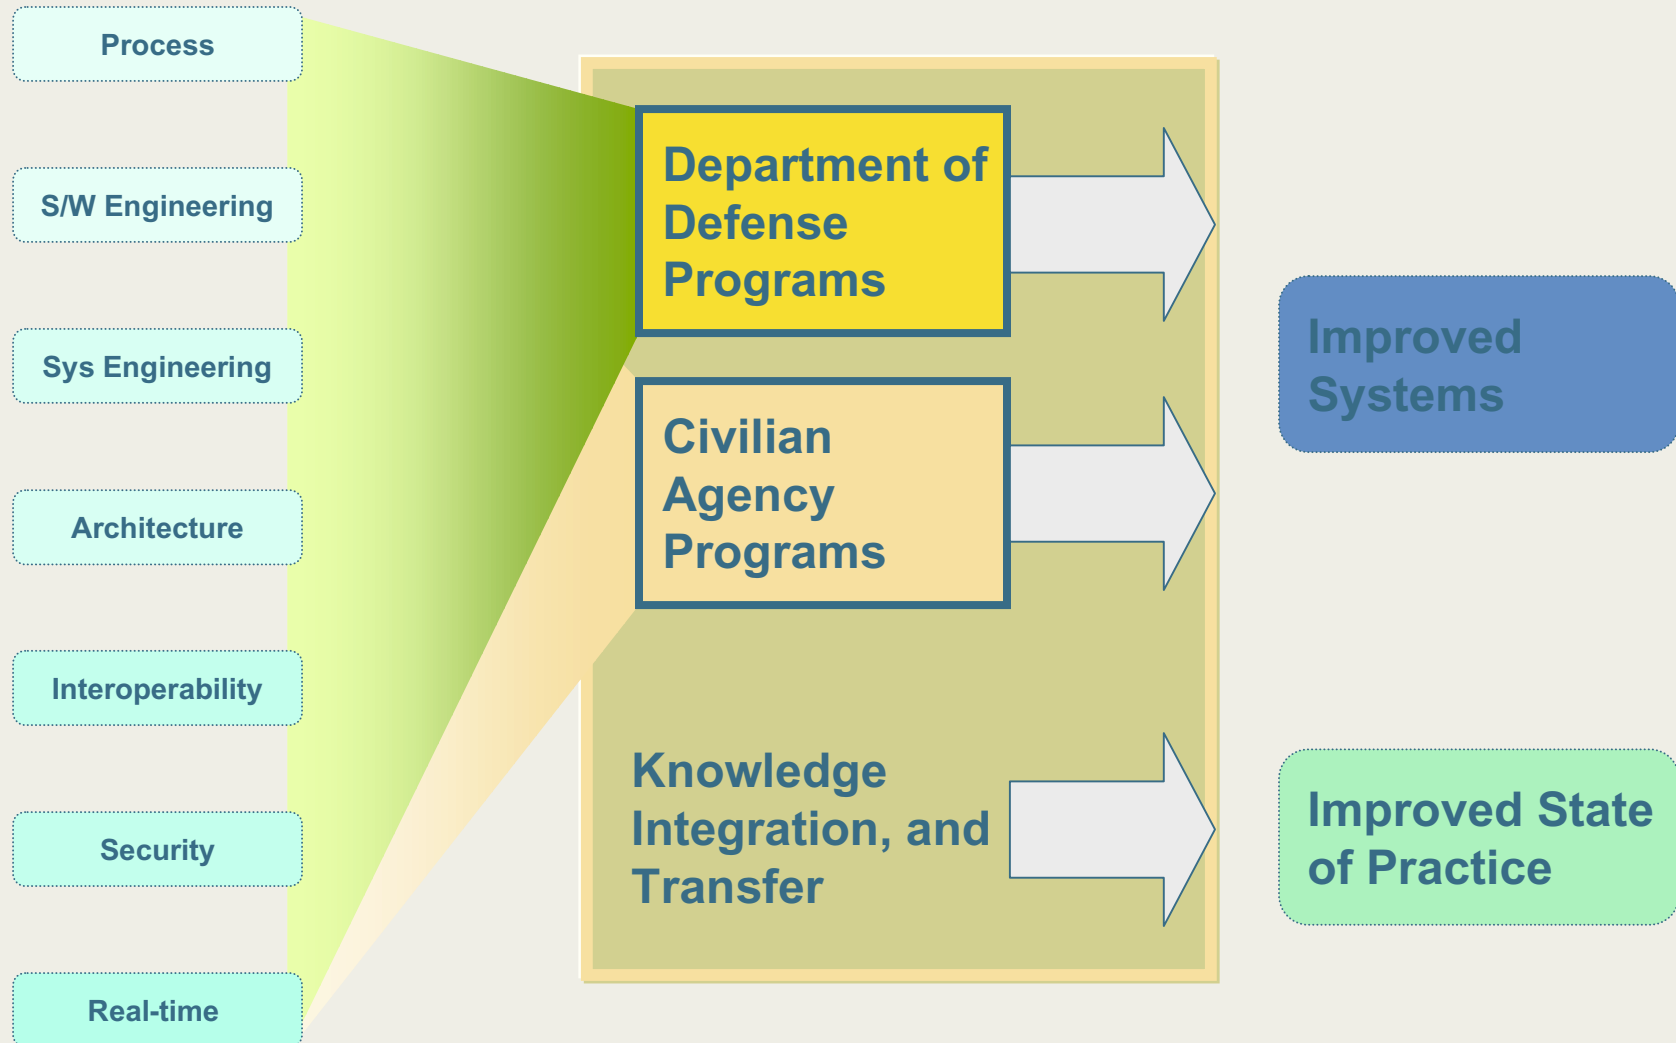 Process
S/W Engineering
Sys Engineering
Architecture
Interoperability
Security
Real-time
Department of
Defense
Programs
Civilian
Agency
Programs
Knowledge
Integration, and
Transfer
Improved
Systems
Improved State
of Practice